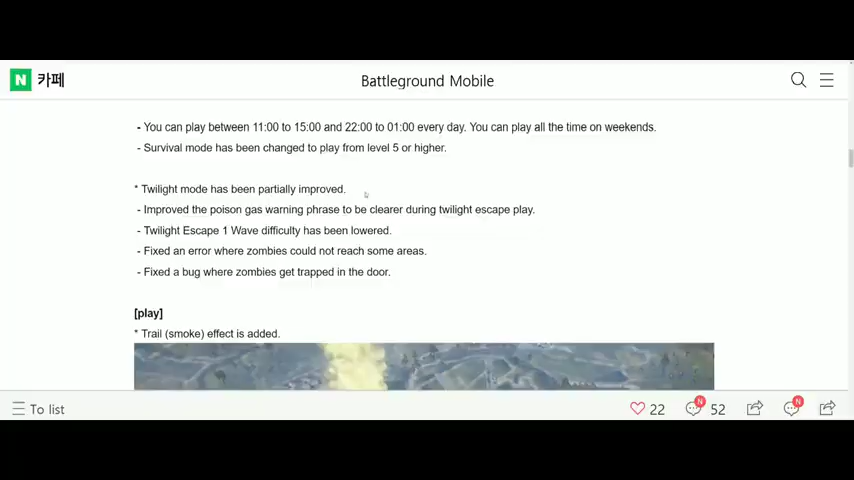 N 카페
Battleground Mobile
- You can play between 11:00 to 15:00 and 22:00 to 01:00 every day. You can play all the time on weekends.
- Survival mode has been changed to play from level 5 or higher.
* Twilight mode has been partially improved.
- Improved the poison gas warning phrase to be clearer during twilight escape play.
- Twilight Escape 1 Wave difficulty has been lowered.
- Fixed an error where zombies could not reach some areas.
- Fixed a bug where zombies get trapped in the door.
[play]
* Trail (smoke) effect is added.
To list
22
N
52
N